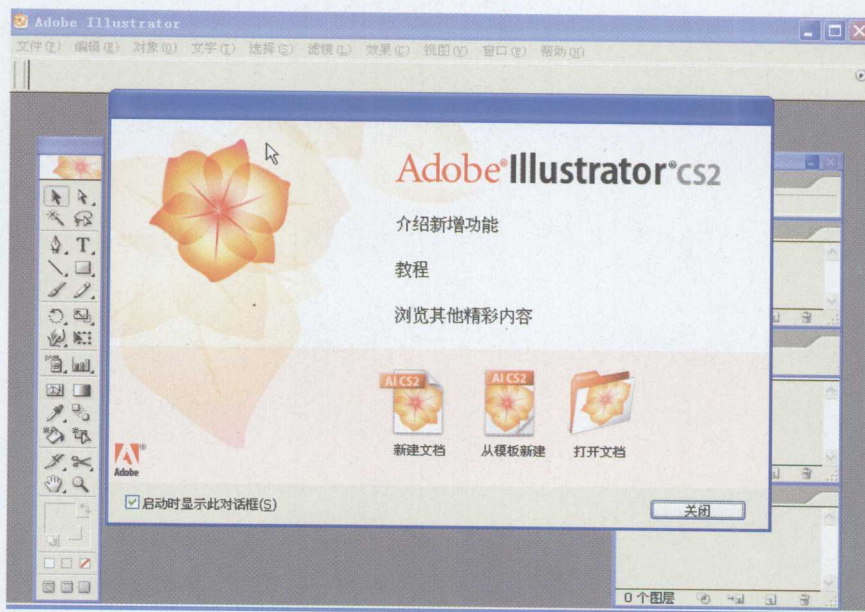 Adobe Illustrator
文件(F) 编辑(E) 对象(O) 文字(T) 选择(S) 滤镜(L) 效果(C) 视图(V) 窗口(W) 帮助(H)
Adobe®Illustrator®CS2
介绍新增功能
教程
浏览其他精彩内容
AI CS2 AI CS2
新建文档 从模板新建 打开文档
Adobe
启动时显示此对话框(S)
关闭
0 个图层